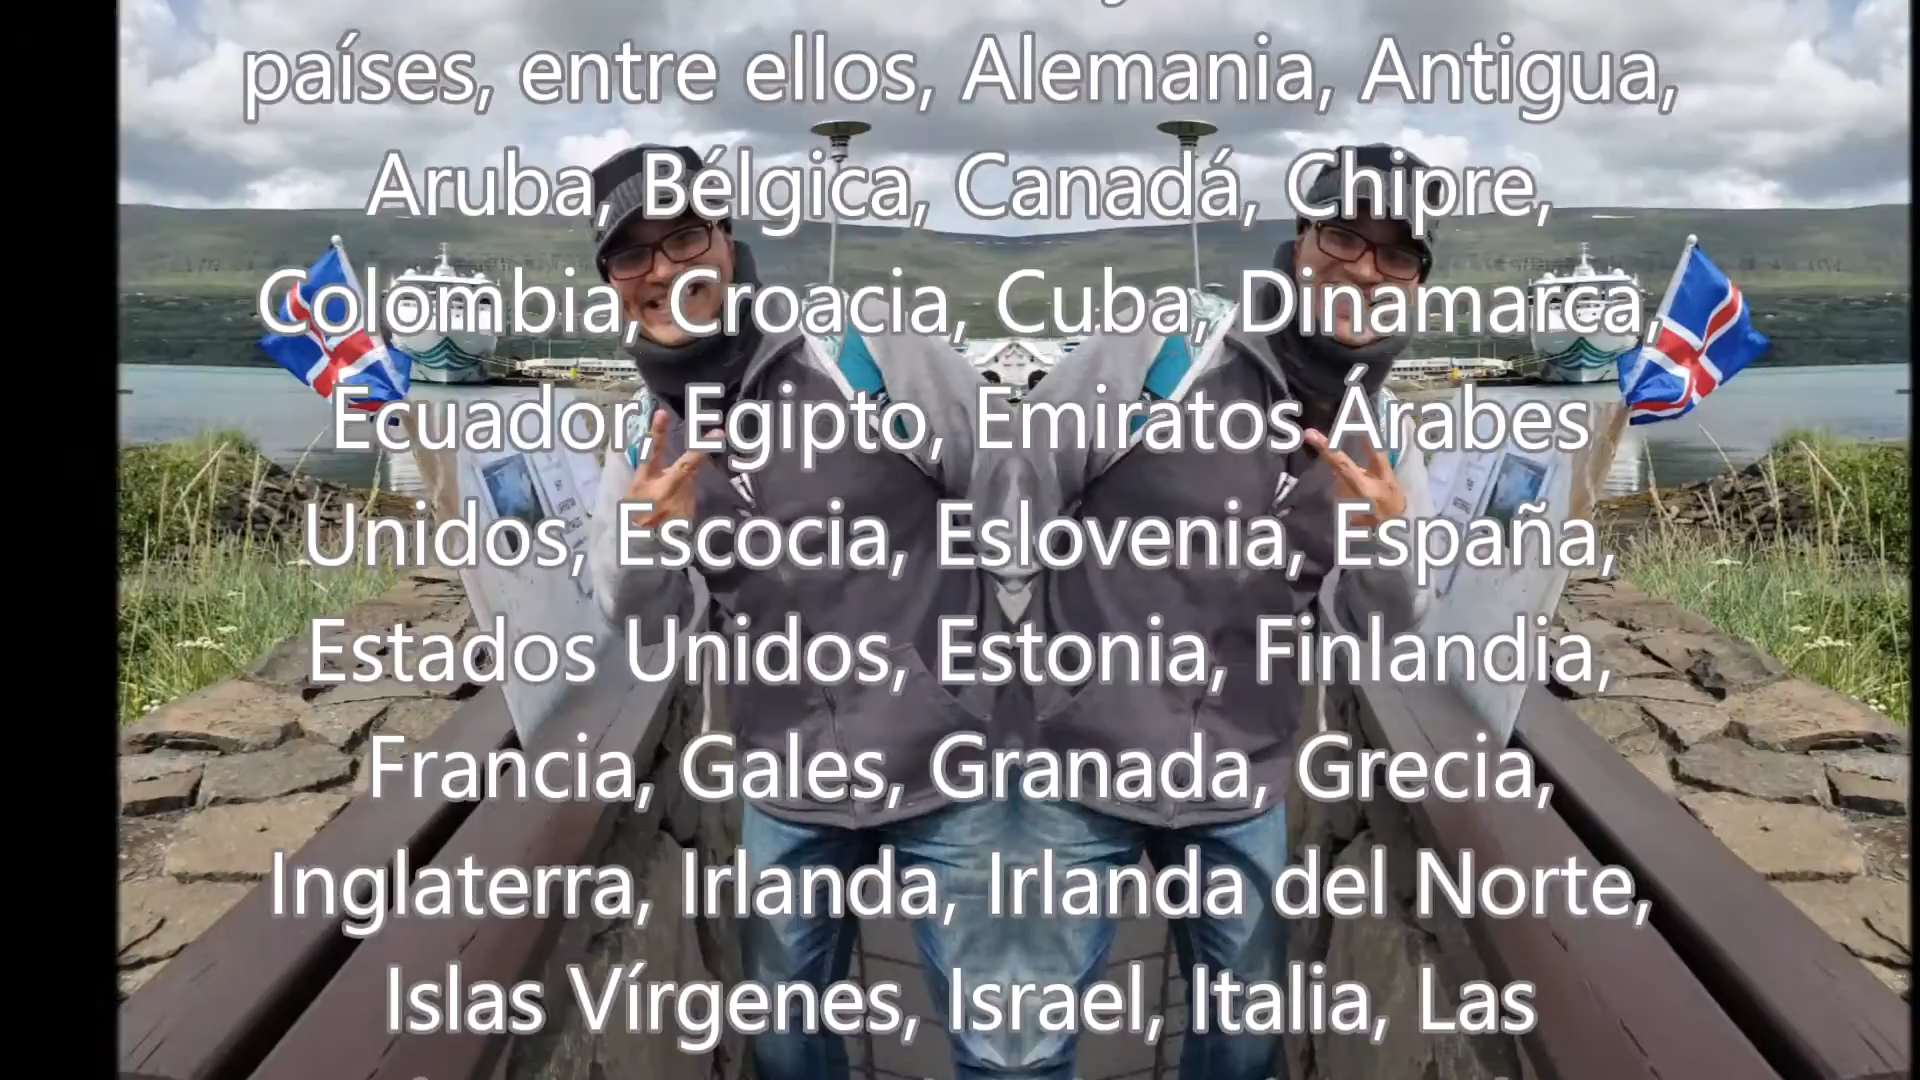 países, entre ellos, Alemania, Antigua,
Aruba, Bélgica, Canadá, Chipre,
Colombia, Croacia, Cuba, Dinamarca,
Ecuador, Egipto, Emiratos Árabes
Unidos, Escocia, Eslovenia, España,
Estados Unidos, Estonia, Finlandia,
Francia, Gales, Granada, Grecia,
Inglaterra, Irlanda, Irlanda del Norte,
Islas Vírgenes, Israel, Italia, Las